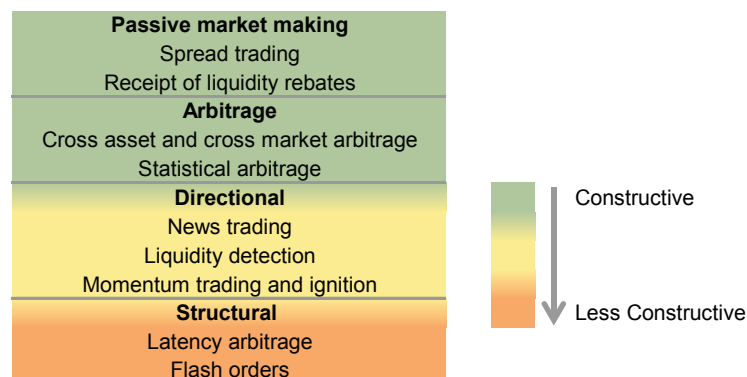 Passive market making
Spread trading
Receipt of liquidity rebates
Arbitrage
Cross asset and cross market arbitrage
Statistical arbitrage
Directional
News trading
Liquidity detection
Momentum trading and ignition
Structural
Latency arbitrage
Flash orders
Constructive
Less Constructive